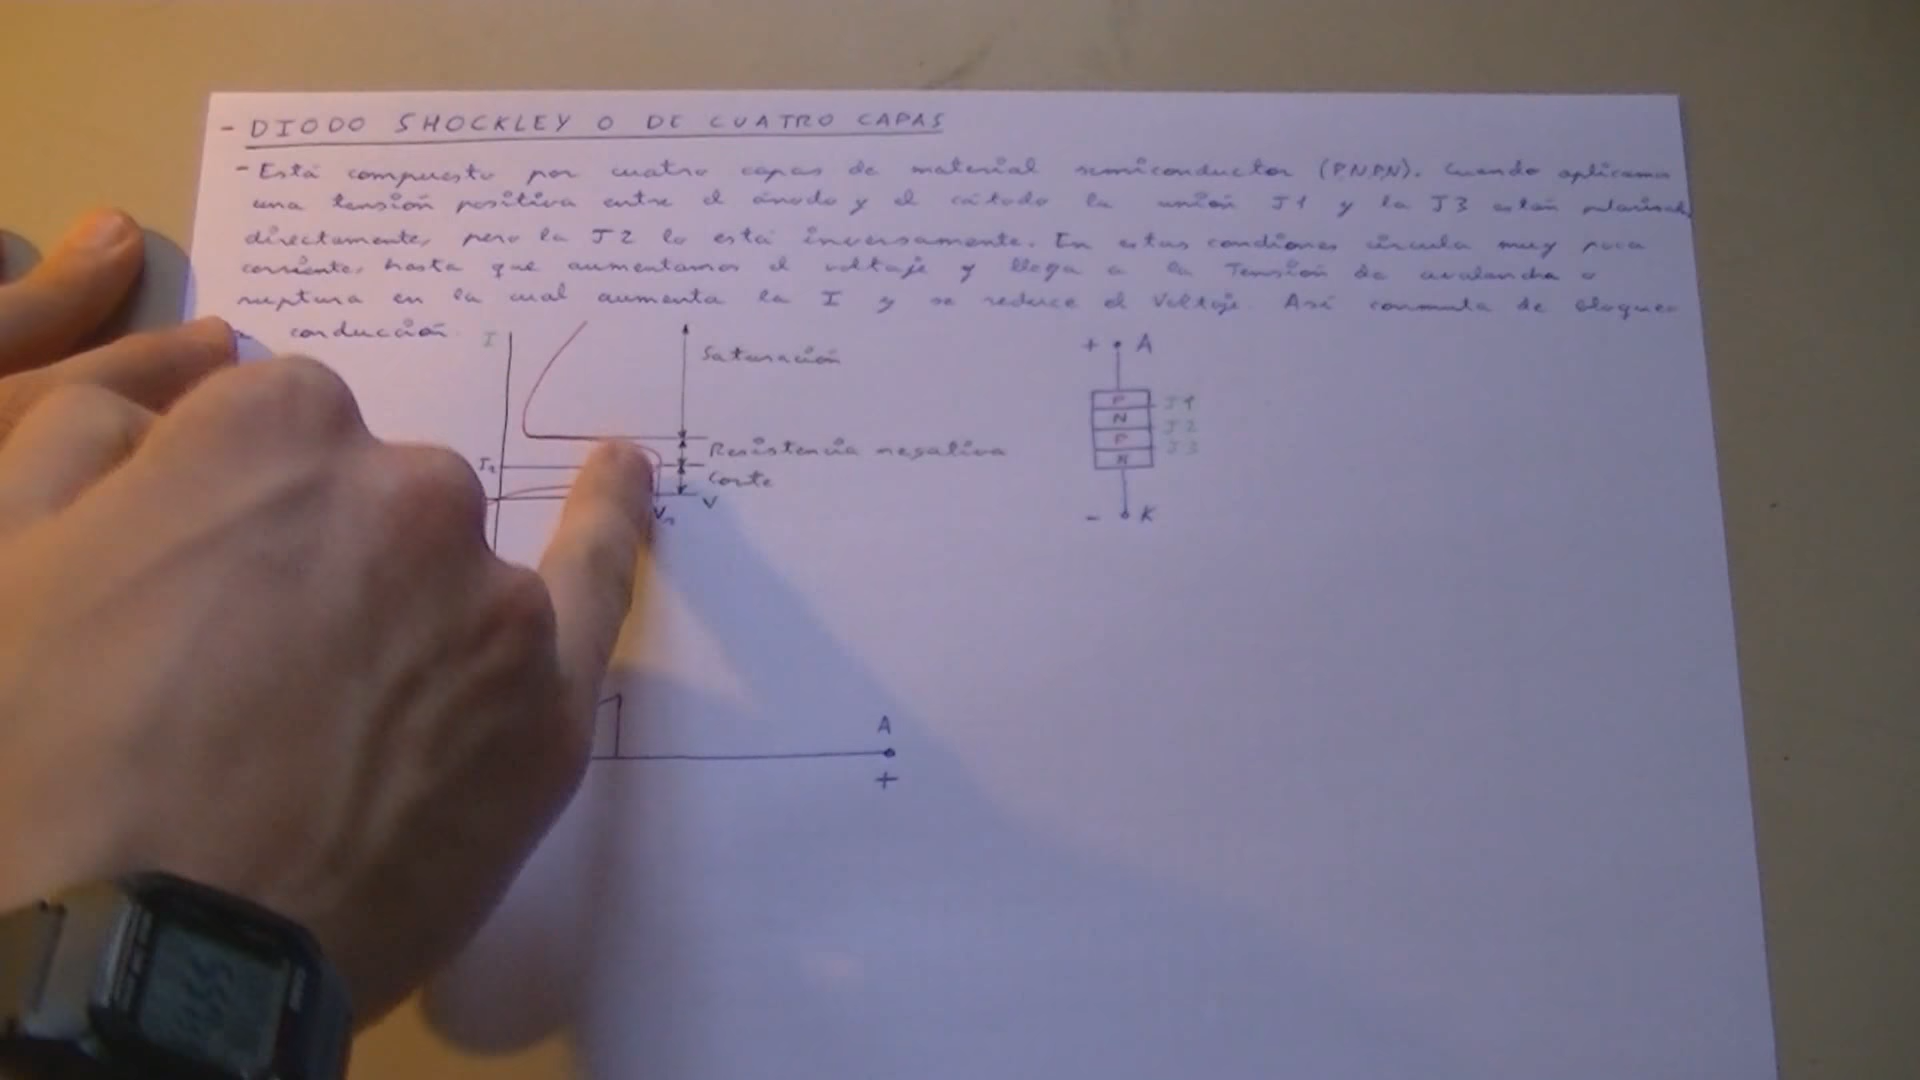 - DIODO SHOCKLEY O DE CUATRO CAPAS
- Está compuesto por cuatro capas de material semiconductor (PNPN). Cuando aplicamos
una tensión positiva entre el ánodo y el cátodo la unión J1 y la J3 están
directamente, pero la J2 lo está inversamente. En estas condiones circula muy poca
corriente, hasta que aumentamos el voltaje y llega a la Tensión de avalancha o
ruptura en la cual aumenta la I y se reduce el Voltaje. Así conmuta de bloqueo
a conducción.
I
Saturación
+ A
P J1
N J2
P J3
N
Resistencia negativa
Corte
V
- K
A
+